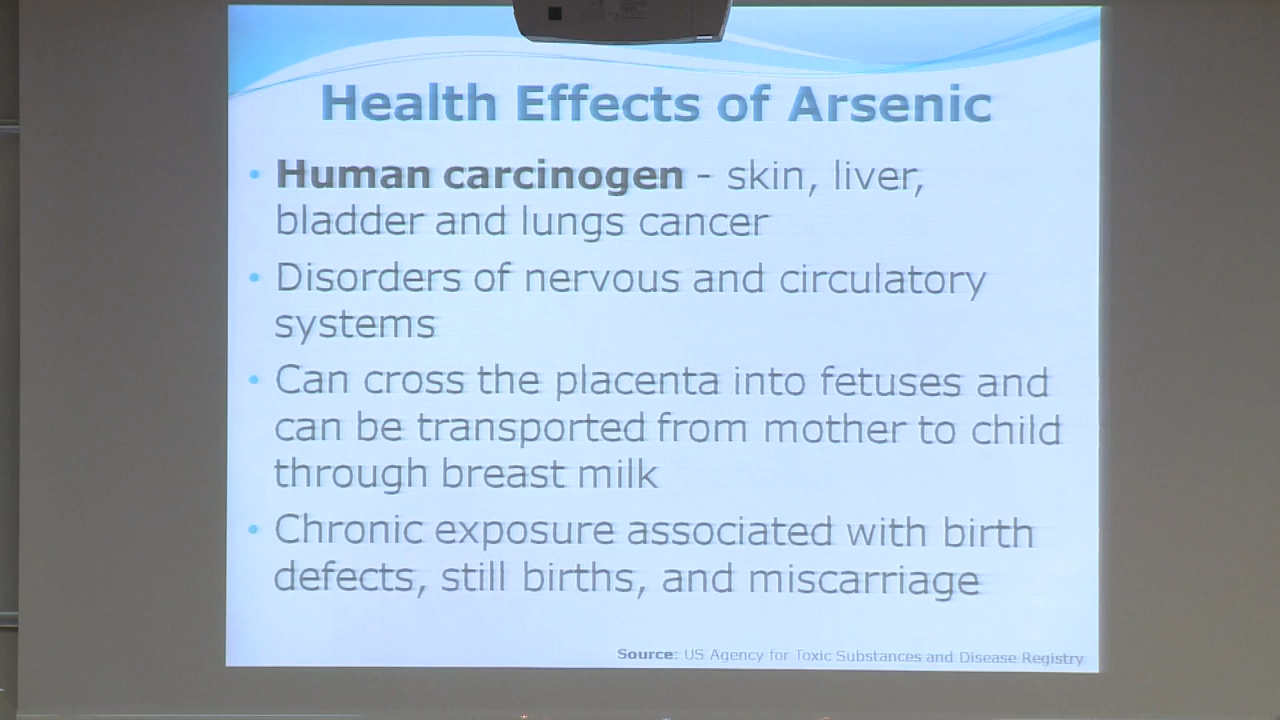 Health Effects of Arsenic
• Human carcinogen - skin, liver,
bladder and lungs cancer
• Disorders of nervous and circulatory
systems
• Can cross the placenta into fetuses and
can be transported from mother to child
through breast milk
• Chronic exposure associated with birth
defects, still births, and miscarriage
Source: US Agency for Toxic Substances and Disease Registry